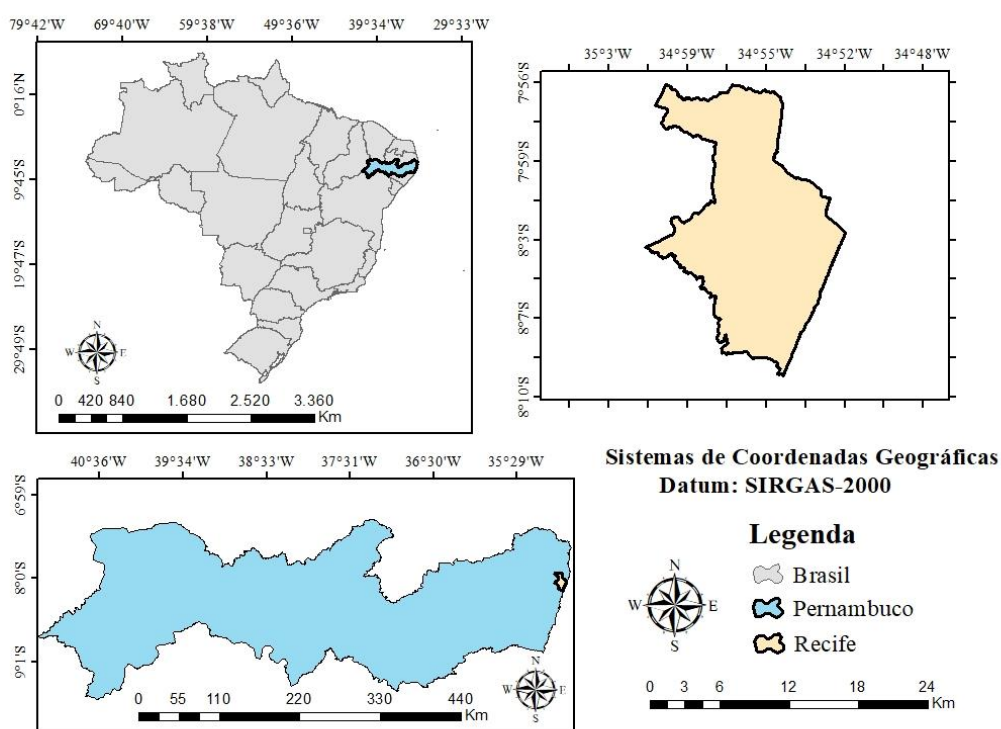 79°42'W 69°40'W 59°38'W 49°36'W 39°34'W 29°33'W
0°16'N
9°45'S
19°47'S
29°49'S
N
W E
S
0 420 840 1.680 2.520 3.360
Km
35°3'W 34°59'W 34°55'W 34°52'W 34°48'W
7°56'S
7°59'S
8°3'S
8°7'S
8°10'S
40°36'W 39°34'W 38°33'W 37°31'W 36°30'W 35°29'W
6°59'S
8°0'S
9°1'S
N
W E
S
0 55 110 220 330 440
Km
Sistemas de Coordenadas Geográficas
Datum: SIRGAS-2000
Legenda
Brasil
Pernambuco
Recife
N
W E
S
0 3 6 12 18 24
Km